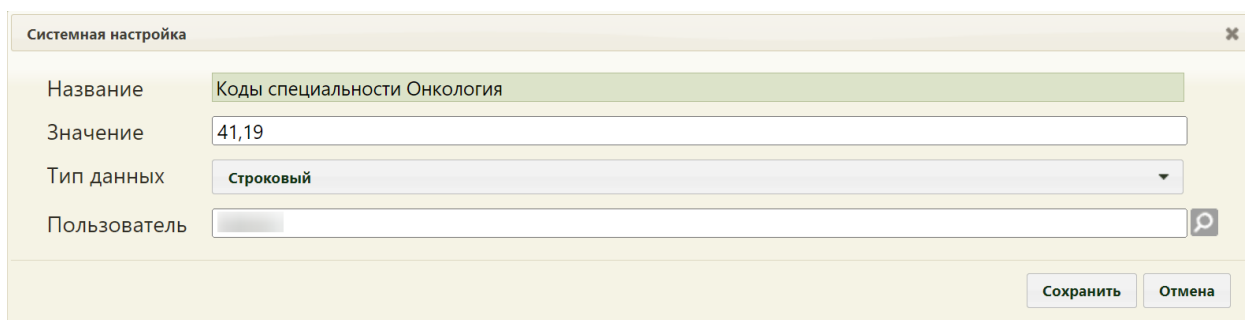 Системная настройка
Название Коды специальности Онкология
Значение 41,19
Тип данных Строковый
Пользователь
Сохранить Отмена